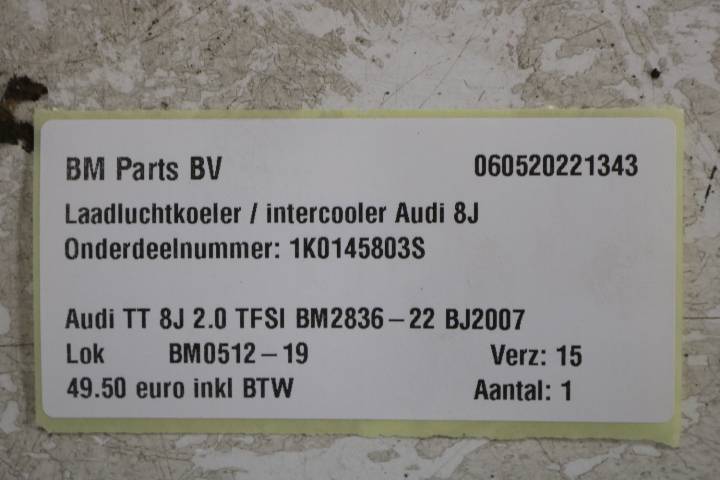 BM Parts BV 060520221343
Laadluchtkoeler / intercooler Audi 8J
Onderdeelnummer: 1K0145803S
Audi TT 8J 2.0 TFSI BM2836-22 BJ2007
Lok BM0512-19 Verz: 15
49.50 euro inkl BTW Aantal: 1